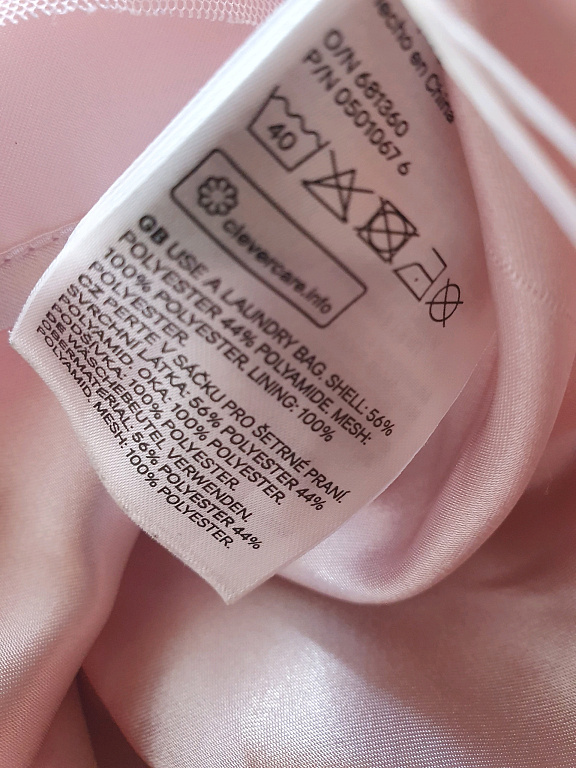 Hecho en China
O/N 681360
P/N 0501067 6
40
clevercare.info
GB USE A LAUNDRY BAG. SHELL: 56%
POLYESTER 44% POLYAMIDE. MESH:
100% POLYESTER. LINING: 100%
POLYESTER.
CZ PERTE V SÁČKU PRO ŠETRNÉ PRANÍ.
SVRCHNÍ LÁTKA: 56% POLYESTER 44%
POLYAMID. OKA: 100% POLYESTER.
PODŠÍVKA: 100% POLYESTER.
DE WÄSCHEBEUTEL VERWENDEN.
OBERMATERIAL: 56% POLYESTER 44%
POLYAMID. MESH: 100% POLYESTER.
100% POLYESTER.